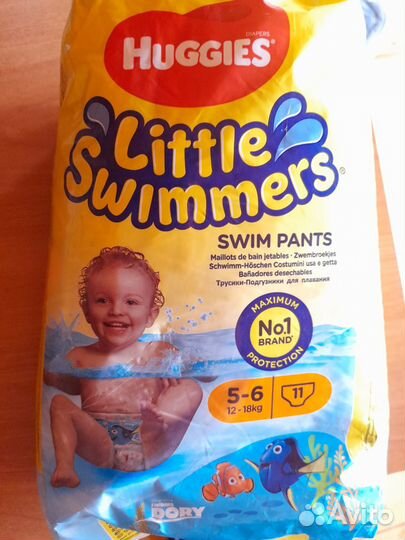 DIAPERS
HUGGIES
Little
Swimmers
SWIM PANTS
Maillots de bain jetables · Zwembroekjes
Schwimm-Höschen Costumini usa e getta
Bañadores desechables
Трусики-Подгузники для плавания
MAXIMUM
No.1
BRAND
PROTECTION
5-6
12 - 18kg
11
DORY
Avito